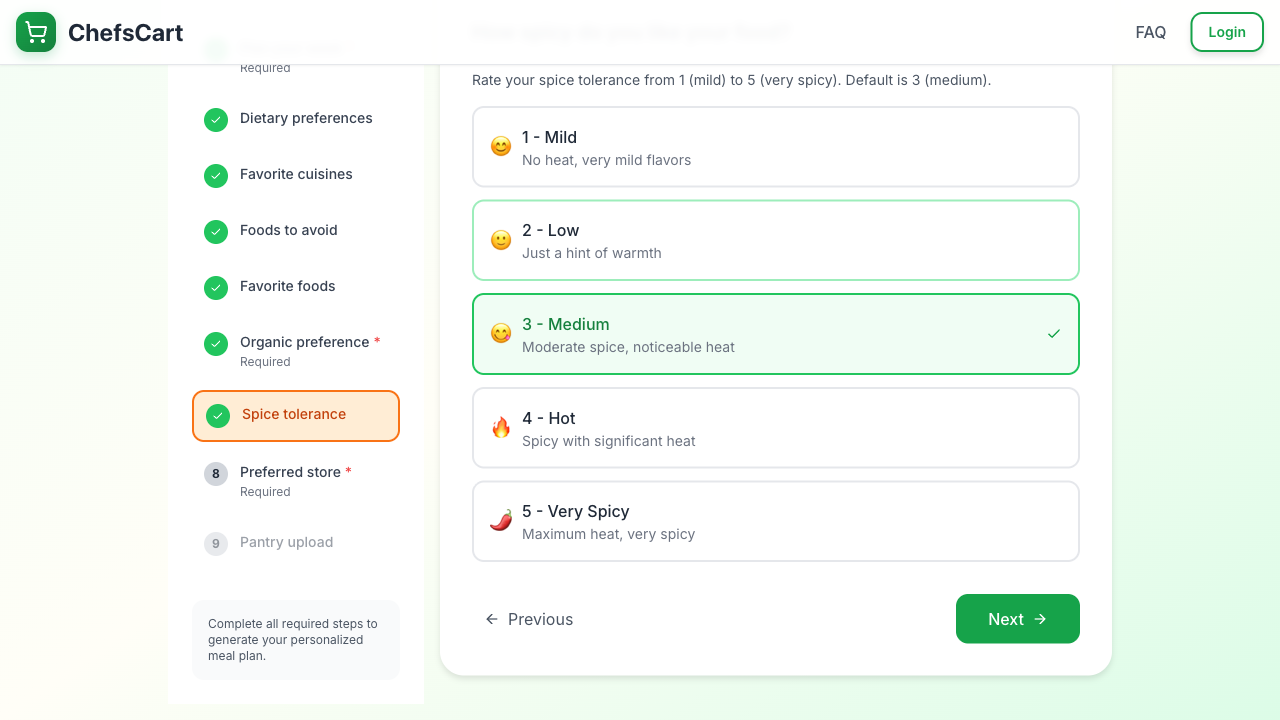 ChefsCart
FAQ
Login
Required
Dietary preferences
Favorite cuisines
Foods to avoid
Favorite foods
Organic preference *
Required
Spice tolerance
8
Preferred store *
Required
9
Pantry upload
Complete all required steps to
generate your personalized
meal plan.
Rate your spice tolerance from 1 (mild) to 5 (very spicy). Default is 3 (medium).
1 - Mild
No heat, very mild flavors
2 - Low
Just a hint of warmth
3 - Medium
Moderate spice, noticeable heat
4 - Hot
Spicy with significant heat
5 - Very Spicy
Maximum heat, very spicy
Previous
Next